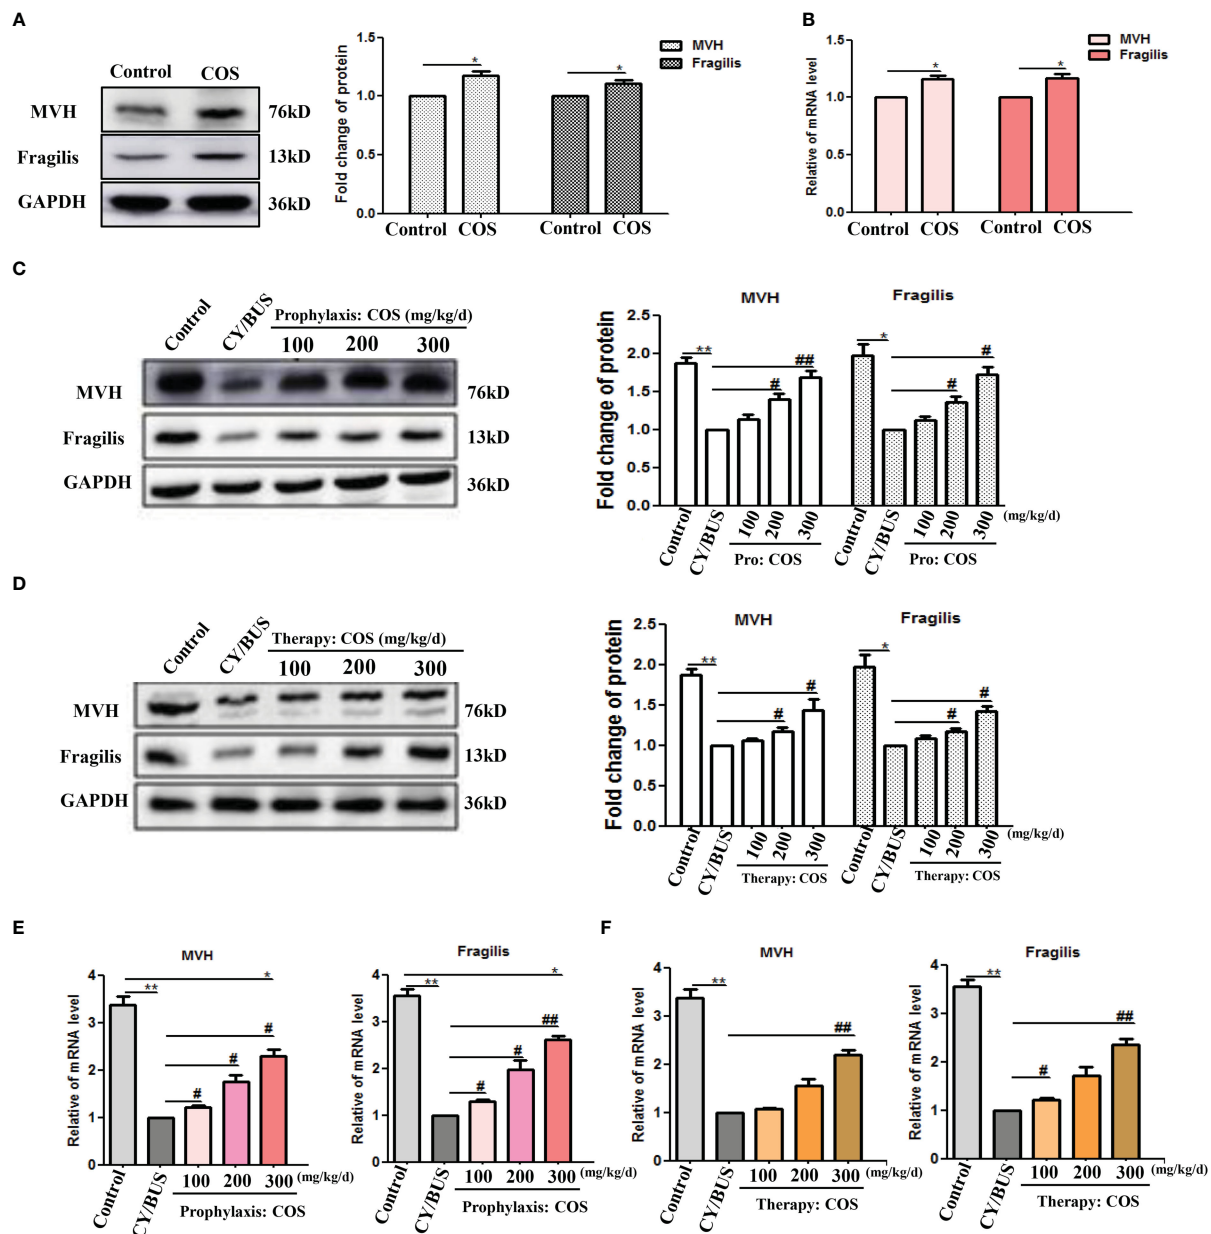 A
Control COS
MVH 76kD
Fragilis 13kD
GAPDH 36kD
Fold change of protein
1.5
1.0
0.5
0.0
* *
Control COS Control COS
MVH
Fragilis
B
Relative of mRNA level
1.5
1.0
0.5
0.0
* *
Control COS Control COS
MVH
Fragilis
C
Control CY/BUS Prophylaxis: COS (mg/kg/d)
100 200 300
MVH 76kD
Fragilis 13kD
GAPDH 36kD
MVH Fragilis
Fold change of protein
2.5
2.0
1.5
1.0
0.5
0.0
** # ## * # #
Control CY/BUS 100 200 300 Control CY/BUS 100 200 300 (mg/kg/d)
Pro: COS Pro: COS
D
Control CY/BUS Therapy: COS (mg/kg/d)
100 200 300
MVH 76kD
Fragilis 13kD
GAPDH 36kD
MVH Fragilis
Fold change of protein
2.5
2.0
1.5
1.0
0.5
0.0
** # # * # #
Control CY/BUS 100 200 300 Control CY/BUS 100 200 300 (mg/kg/d)
Therapy: COS Therapy: COS
E
MVH
Relative of mRNA level
4
3
2
1
0
** # # # *
Control CY/BUS 100 200 300 (mg/kg/d)
Prophylaxis: COS
Fragilis
Relative of mRNA level
4
3
2
1
0
** # # ## *
Control CY/BUS 100 200 300 (mg/kg/d)
Prophylaxis: COS
F
MVH
Relative of mRNA level
4
3
2
1
0
** ##
Control CY/BUS 100 200 300 (mg/kg/d)
Therapy: COS
Fragilis
Relative of mRNA level
4
3
2
1
0
** # ##
Control CY/BUS 100 200 300 (mg/kg/d)
Therapy: COS